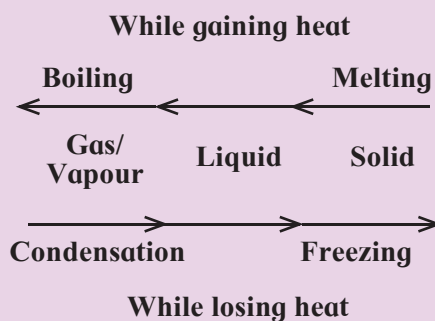 While gaining heat
Boiling Melting
Gas/
Vapour Liquid Solid
Condensation Freezing
While losing heat